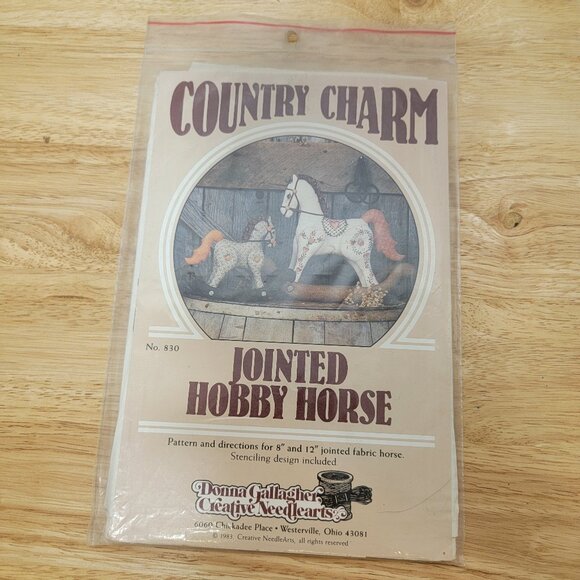 COUNTRY CHARM
No. 830
JOINTED
HOBBY HORSE
Pattern and directions for 8" and 12" jointed fabric horse.
Stenciling design included
Donna Gallagher
Creative Needlearts
6060 Chickadee Place • Westerville, Ohio 43081
© 1983, Creative NeedleArts, all rights reserved